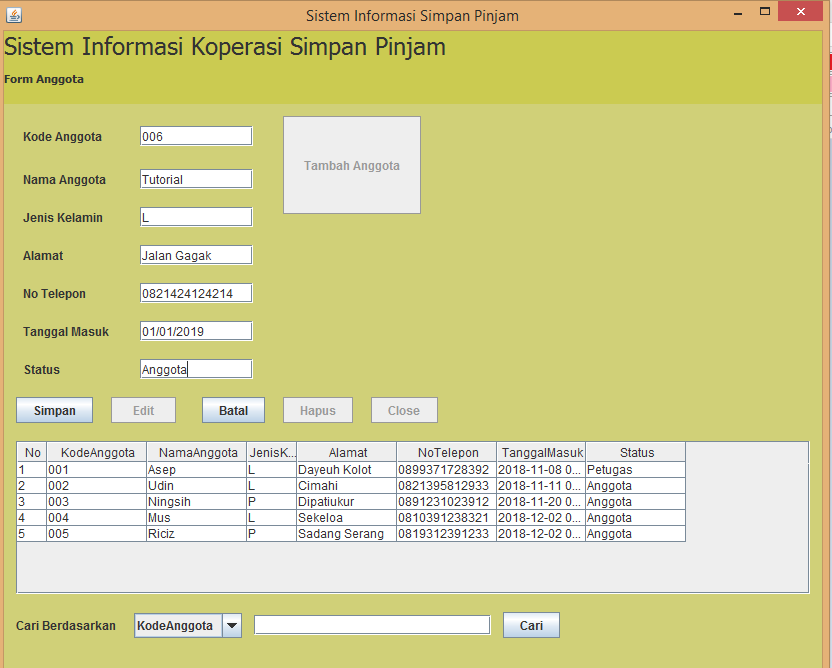 Sistem Informasi Simpan Pinjam
Sistem Informasi Koperasi Simpan Pinjam
Form Anggota
Kode Anggota 006 Tambah Anggota
Nama Anggota Tutorial
Jenis Kelamin L
Alamat Jalan Gagak
No Telepon 0821424124214
Tanggal Masuk 01/01/2019
Status Anggota
Simpan Edit Batal Hapus Close
No KodeAnggota NamaAnggota JenisK... Alamat NoTelepon TanggalMasuk Status
1 001 Asep L Dayeuh Kolot 0899371728392 2018-11-08 0... Petugas
2 002 Udin L Cimahi 0821395812933 2018-11-11 0... Anggota
3 003 Ningsih P Dipatiukur 0891231023912 2018-11-20 0... Anggota
4 004 Mus L Sekeloa 0810391238321 2018-12-02 0... Anggota
5 005 Riciz P Sadang Serang 0819312391233 2018-12-02 0... Anggota
Cari Berdasarkan KodeAnggota Cari